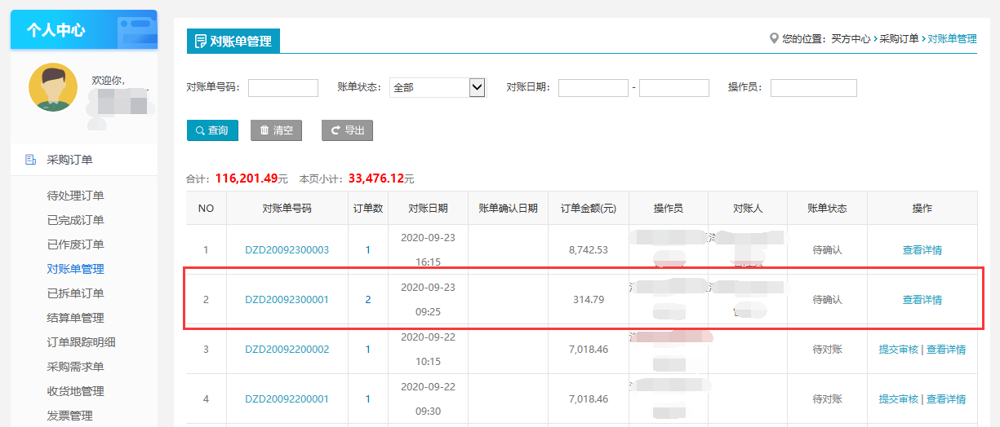 个人中心
欢迎你，
采购订单
待处理订单
已完成订单
已作废订单
对账单管理
已拆单订单
结算单管理
订单跟踪明细
采购需求单
收货地管理
发票管理
对账单管理
您的位置： 买方中心 › 采购订单 › 对账单管理
对账单号码： 账单状态： 全部 对账日期： - 操作员：
查询 清空 导出
合计： 116,201.49元 本页小计： 33,476.12元
NO 对账单号码 订单数 对账日期 账单确认日期 订单金额(元) 操作员 对账人 账单状态 操作
1 DZD20092300003 1 2020-09-23 16:15 8,742.53 待确认 查看详情
2 DZD20092300001 2 2020-09-23 09:25 314.79 待确认 查看详情
3 DZD20092200002 1 2020-09-22 10:15 7,018.46 待对账 提交审核 | 查看详情
4 DZD20092200001 1 2020-09-22 09:30 7,018.46 待对账 提交审核 | 查看详情